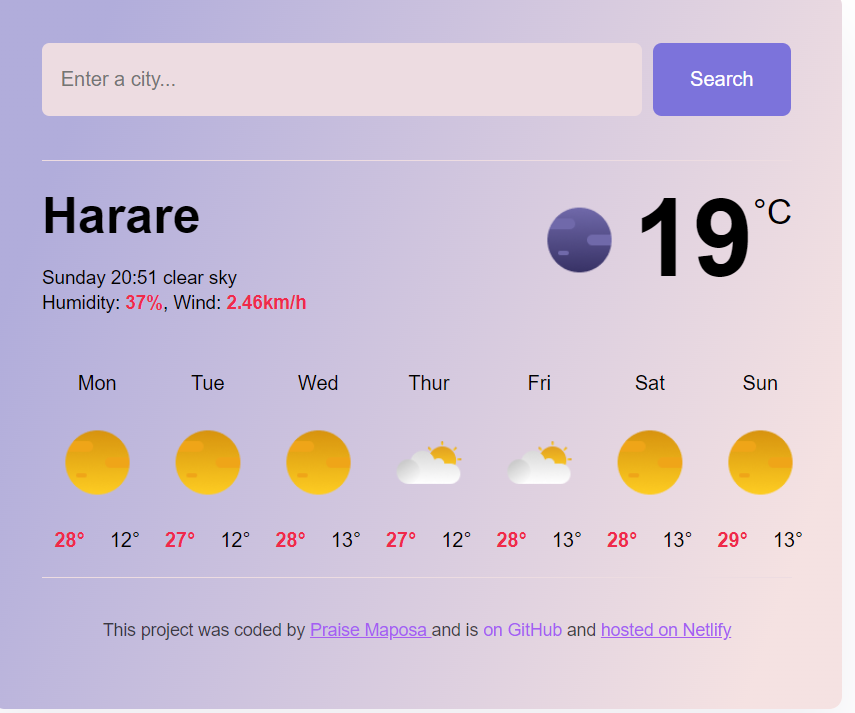 Enter a city...
Search
Harare
19 °C
Sunday 20:51 clear sky
Humidity: 37%, Wind: 2.46km/h
Mon Tue Wed Thur Fri Sat Sun
28° 12° 27° 12° 28° 13° 27° 12° 28° 13° 28° 13° 29° 13°
This project was coded by Praise Maposa and is on GitHub and hosted on Netlify